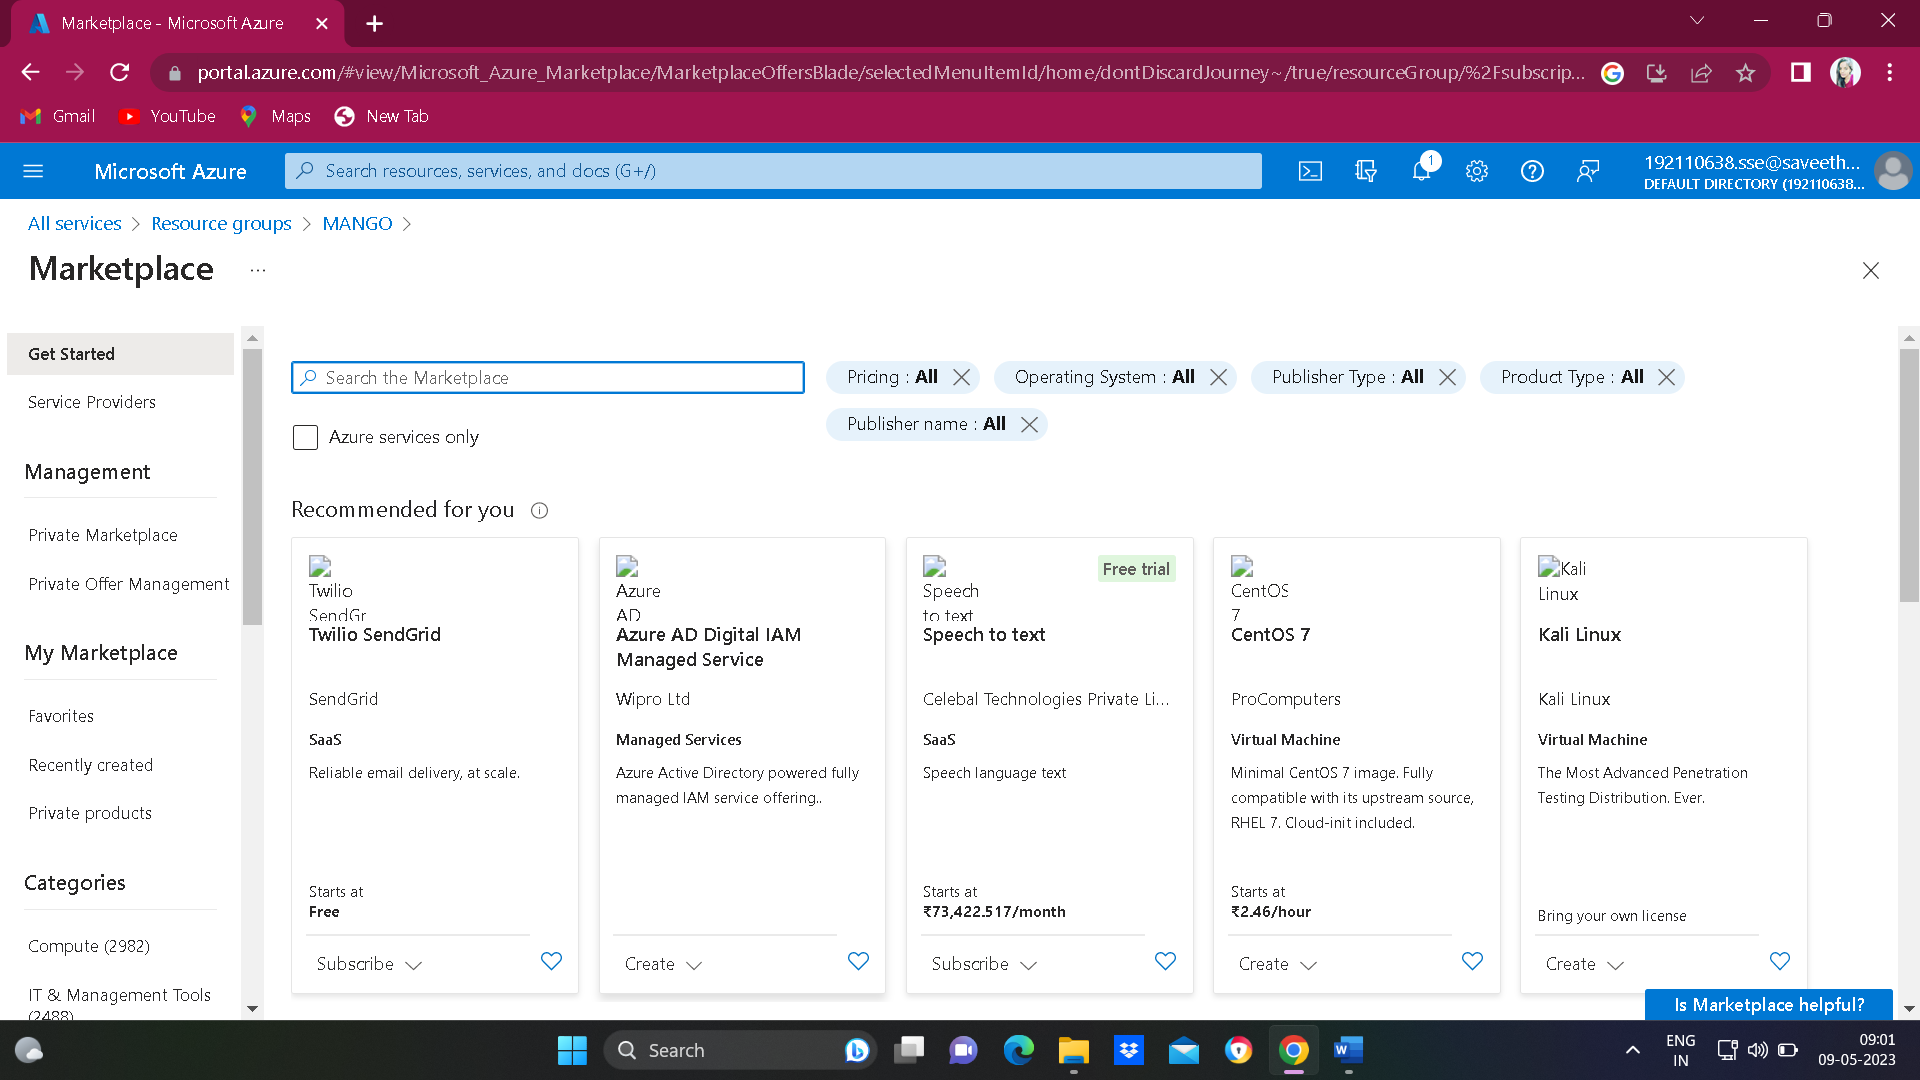 Marketplace - Microsoft Azure
portal.azure.com/#view/Microsoft_Azure_Marketplace/MarketplaceOffersBlade/selectedMenuItemId/home/dontDiscardJourney~/true/resourceGroup/%2Fsubscrip...
Gmail YouTube Maps New Tab
Microsoft Azure
Search resources, services, and docs (G+/)
1
192110638.sse@saveeth...
DEFAULT DIRECTORY (192110638...
All services > Resource groups > MANGO >
Marketplace ...
Get Started
Service Providers
Management
Private Marketplace
Private Offer Management
My Marketplace
Favorites
Recently created
Private products
Categories
Compute (2982)
IT & Management Tools
(2488)
Search the Marketplace
Pricing : All
Operating System : All
Publisher Type : All
Product Type : All
Publisher name : All
Azure services only
Recommended for you
Twilio
SendGr
Twilio SendGrid
SendGrid
SaaS
Reliable email delivery, at scale.
Starts at
Free
Subscribe
Azure
AD
Azure AD Digital IAM
Managed Service
Wipro Ltd
Managed Services
Azure Active Directory powered fully
managed IAM service offering..
Create
Free trial
Speech
to text
Speech to text
Celebal Technologies Private Li...
SaaS
Speech language text
Starts at
₹73,422.517/month
Subscribe
CentOS
7
CentOS 7
ProComputers
Virtual Machine
Minimal CentOS 7 image. Fully
compatible with its upstream source,
RHEL 7. Cloud-init included.
Starts at
₹2.46/hour
Create
Kali
Linux
Kali Linux
Kali Linux
Virtual Machine
The Most Advanced Penetration
Testing Distribution. Ever.
Bring your own license
Create
Is Marketplace helpful?
Search
ENG
IN
09:01
09-05-2023